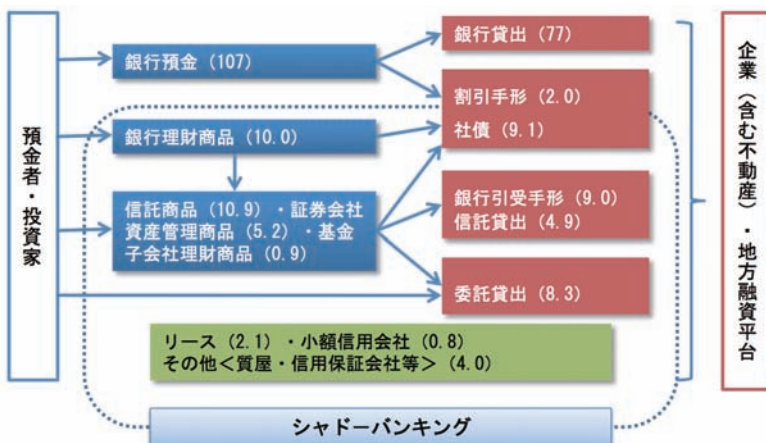 預金者・投資家
銀行預金（107）
銀行理財商品（10.0）
信託商品（10.9）・証券会社
資産管理商品（5.2）・基金
子会社理財商品（0.9）
銀行貸出（77）
割引手形（2.0）
社債（9.1）
銀行引受手形（9.0）
信託貸出（4.9）
委託貸出（8.3）
リース（2.1）・小額信用会社（0.8）
その他＜質屋・信用保証会社等＞（4.0）
シャドーバンキング
企業（含む不動産）・地方融資平台